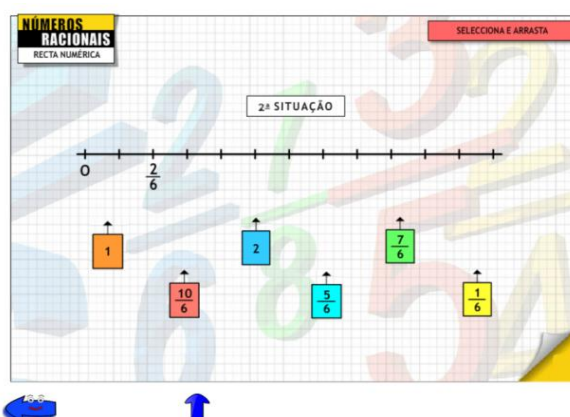 NÚMEROS
RACIONAIS
RECTA NUMÉRICA
SELECCIONA E ARRASTA
2ª SITUAÇÃO
0
2/6
1
2
7/6
10/6
5/6
1/6